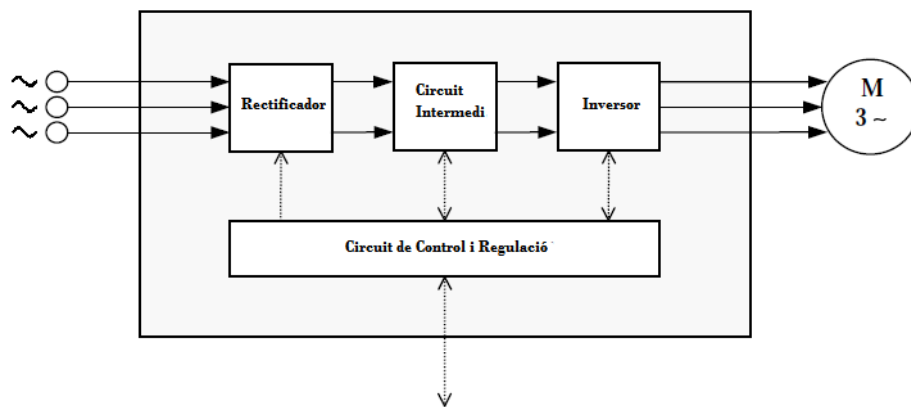 Rectificador
Circuit
Intermedi
Inversor
M
3 ~
Circuit de Control i Regulació